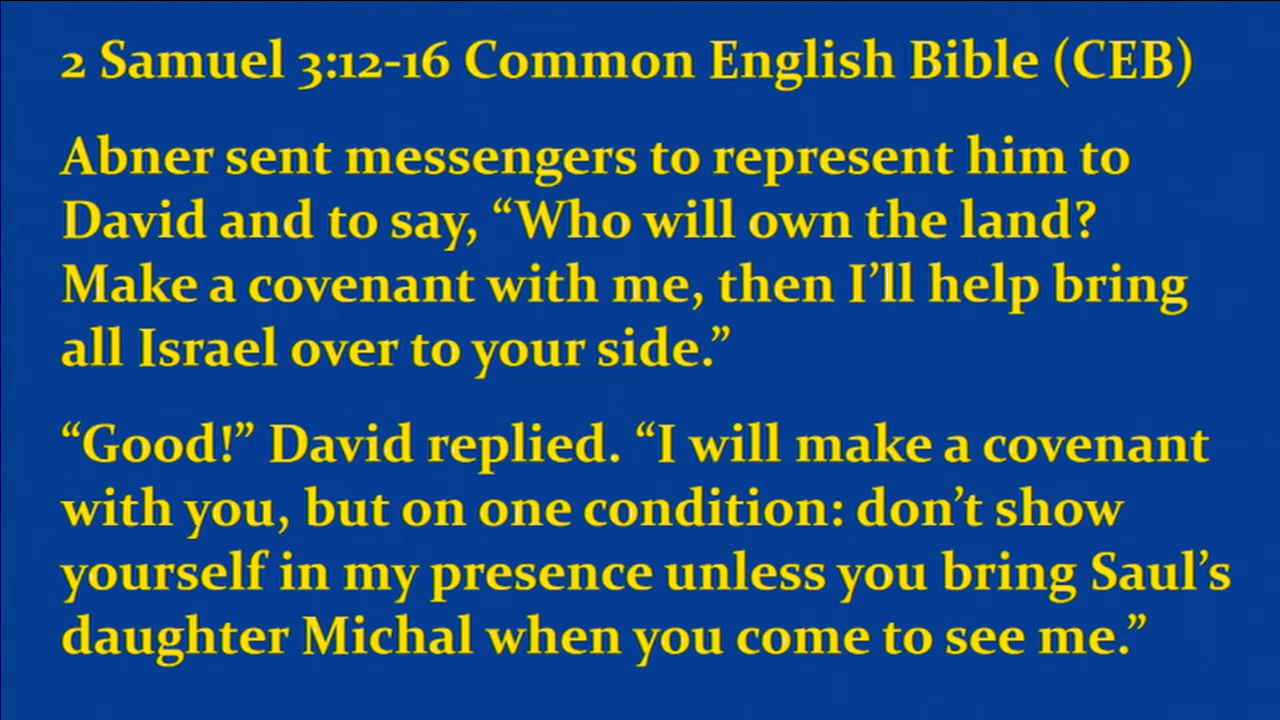 2 Samuel 3:12-16 Common English Bible (CEB)
Abner sent messengers to represent him to
David and to say, “Who will own the land?
Make a covenant with me, then I’ll help bring
all Israel over to your side.”
“Good!” David replied. “I will make a covenant
with you, but on one condition: don’t show
yourself in my presence unless you bring Saul’s
daughter Michal when you come to see me.”